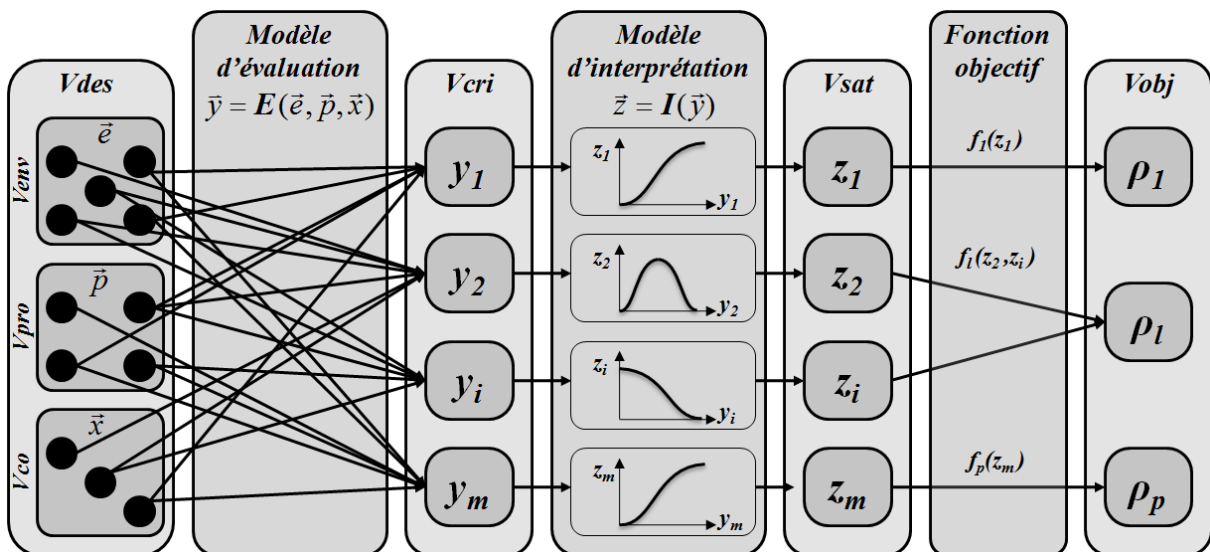 Vdes
Venv
e⃗
Vpro
p⃗
Vco
x⃗
Modèle
d'évaluation
y⃗ = E(e⃗, p⃗, x⃗)
Vcri
y1
y2
yi
ym
Modèle
d'interprétation
z⃗ = I(y⃗)
z1
y1
z2
y2
zi
yi
zm
ym
Vsat
z1
z2
zi
zm
Fonction
objectif
f1(z1)
fl(z2,zi)
fp(zm)
Vobj
ρ1
ρl
ρp